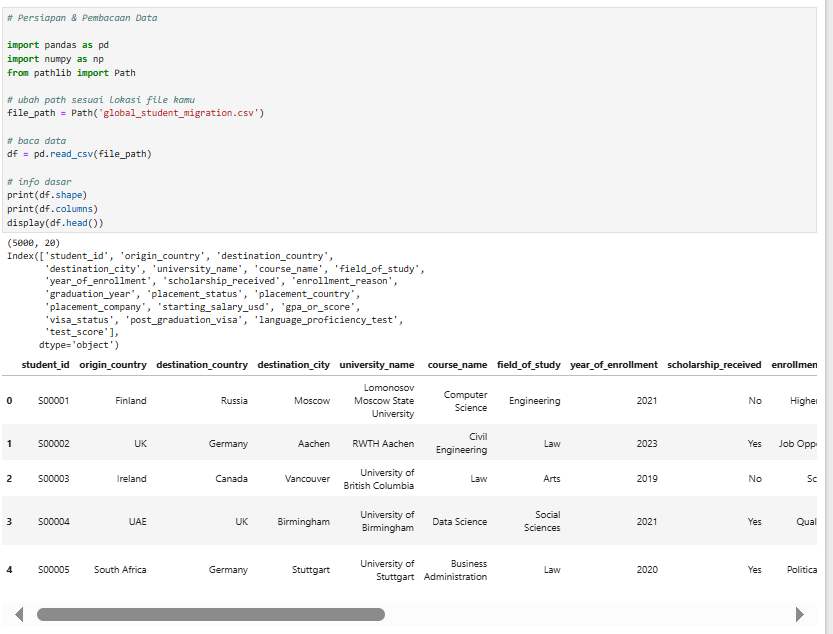 # Persiapan & Pembacaan Data
import pandas as pd
import numpy as np
from pathlib import Path
# ubah path sesuai lokasi file kamu
file_path = Path('global_student_migration.csv')
# baca data
df = pd.read_csv(file_path)
# info dasar
print(df.shape)
print(df.columns)
display(df.head())
(5000, 20)
Index(['student_id', 'origin_country', 'destination_country',
'destination_city', 'university_name', 'course_name', 'field_of_study',
'year_of_enrollment', 'scholarship_received', 'enrollment_reason',
'graduation_year', 'placement_status', 'placement_country',
'placement_company', 'starting_salary_usd', 'gpa_or_score',
'visa_status', 'post_graduation_visa', 'language_proficiency_test',
'test_score'],
dtype='object')
student_id origin_country destination_country destination_city university_name course_name field_of_study year_of_enrollment scholarship_received enrollmen
0 S00001 Finland Russia Moscow Lomonosov Moscow State University Computer Science Engineering 2021 No Highe
1 S00002 UK Germany Aachen RWTH Aachen Civil Engineering Law 2023 Yes Job Opp
2 S00003 Ireland Canada Vancouver University of British Columbia Law Arts 2019 No Sc
3 S00004 UAE UK Birmingham University of Birmingham Data Science Social Sciences 2021 Yes Qual
4 S00005 South Africa Germany Stuttgart University of Stuttgart Business Administration Law 2020 Yes Politica